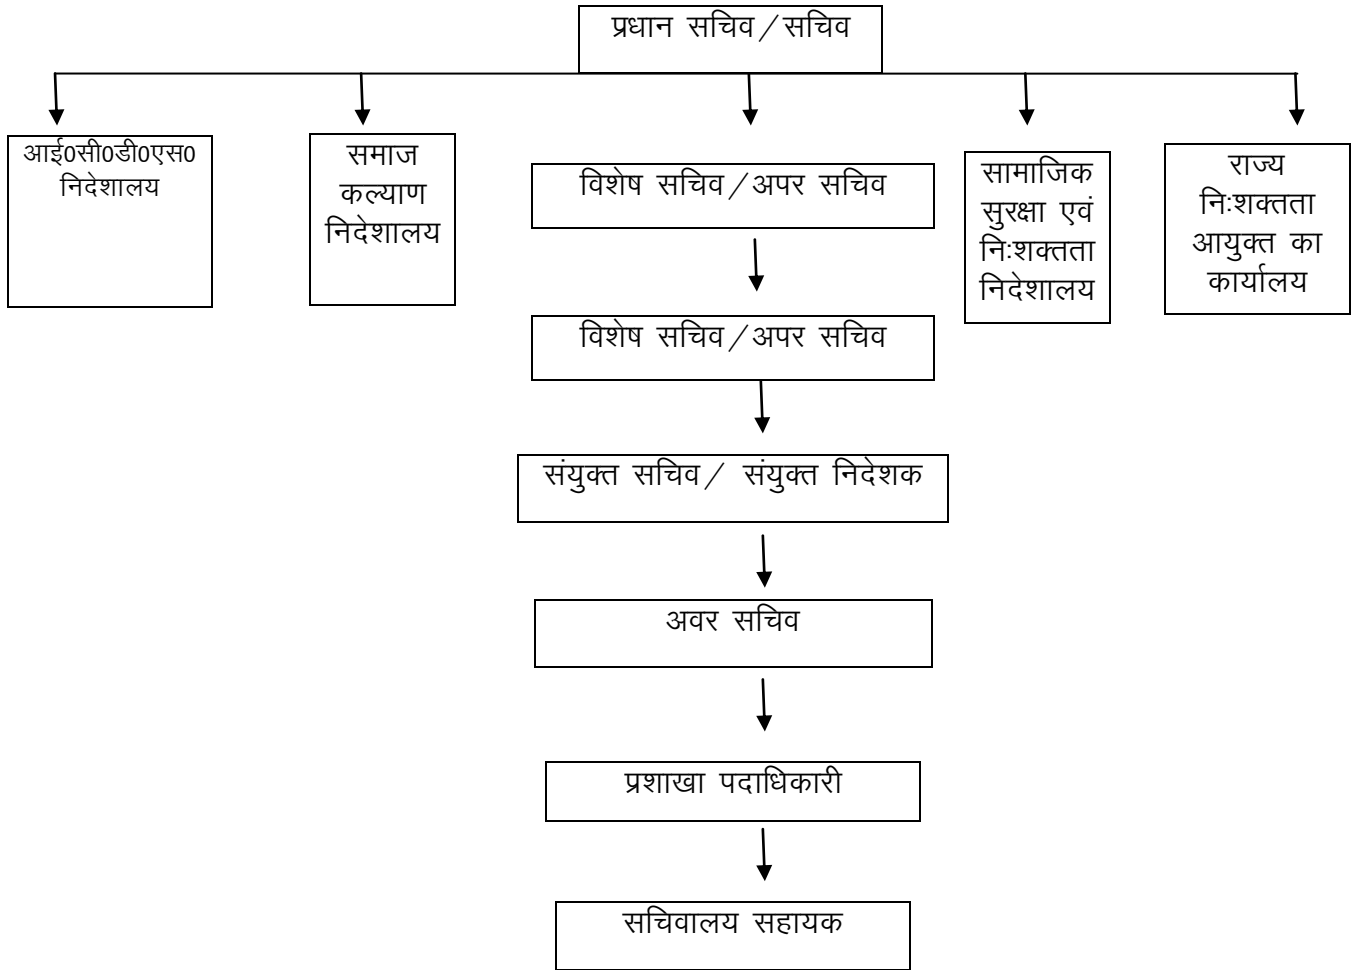 प्रधान सचिव/सचिव
आई0सी0डी0एस0
निदेशालय
समाज
कल्याण
निदेशालय
विशेष सचिव/अपर सचिव
सामाजिक
सुरक्षा एवं
निःशक्तता
निदेशालय
राज्य
निःशक्तता
आयुक्त का
कार्यालय
विशेष सचिव/अपर सचिव
संयुक्त सचिव/ संयुक्त निदेशक
अवर सचिव
प्रशाखा पदाधिकारी
सचिवालय सहायक